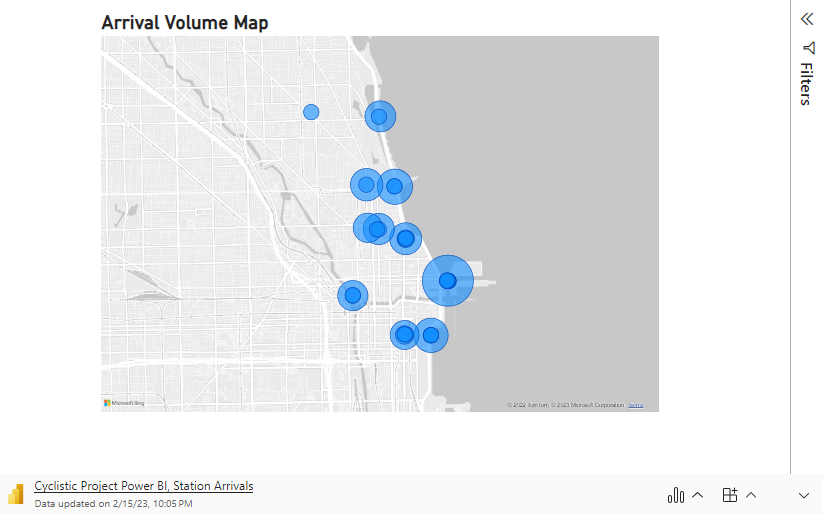 Arrival Volume Map
Filters
Microsoft Bing
© 2022 TomTom, © 2023 Microsoft Corporation
Cyclistic Project Power BI, Station Arrivals
Data updated on 2/15/23, 10:05 PM